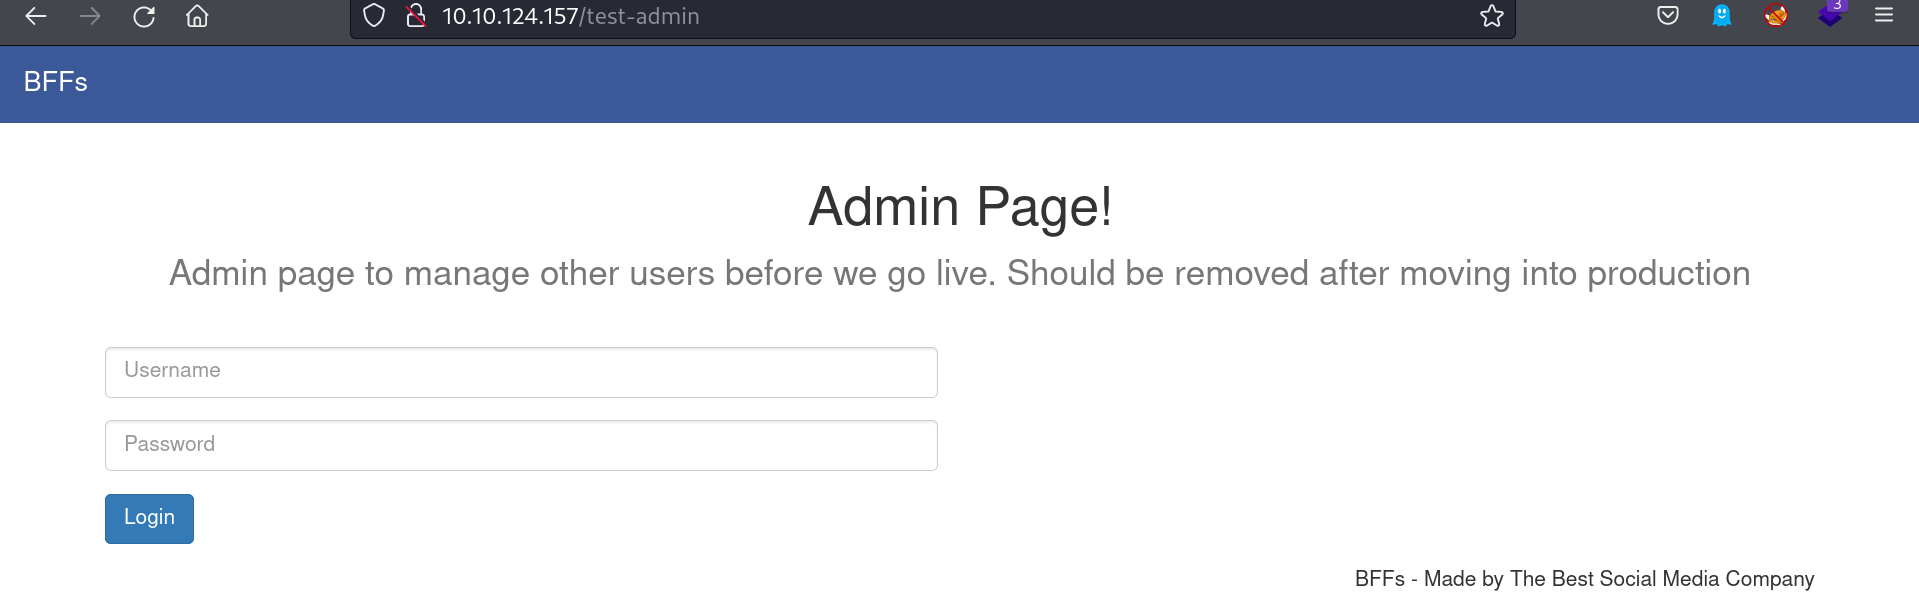 10.10.124.157/test-admin
3
BFFs
Admin Page!
Admin page to manage other users before we go live. Should be removed after moving into production
Username
Password
Login
BFFs - Made by The Best Social Media Company